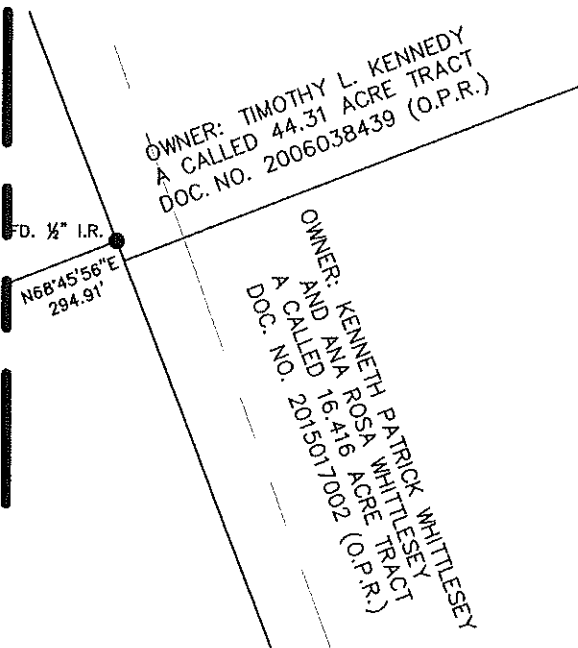 OWNER: TIMOTHY L. KENNEDY
A CALLED 44.31 ACRE TRACT
DOC. NO. 2006038439 (O.P.R.)
FD. ½" I.R.
N68°45'56"E
294.91'
OWNER: KENNETH PATRICK WHITTLESEY
AND ANA ROSA WHITTLESEY
A CALLED 16.416 ACRE TRACT
DOC. NO. 2015017002 (O.P.R.)